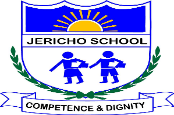 JERICHO SCHOOL
COMPETENCE & DIGNITY